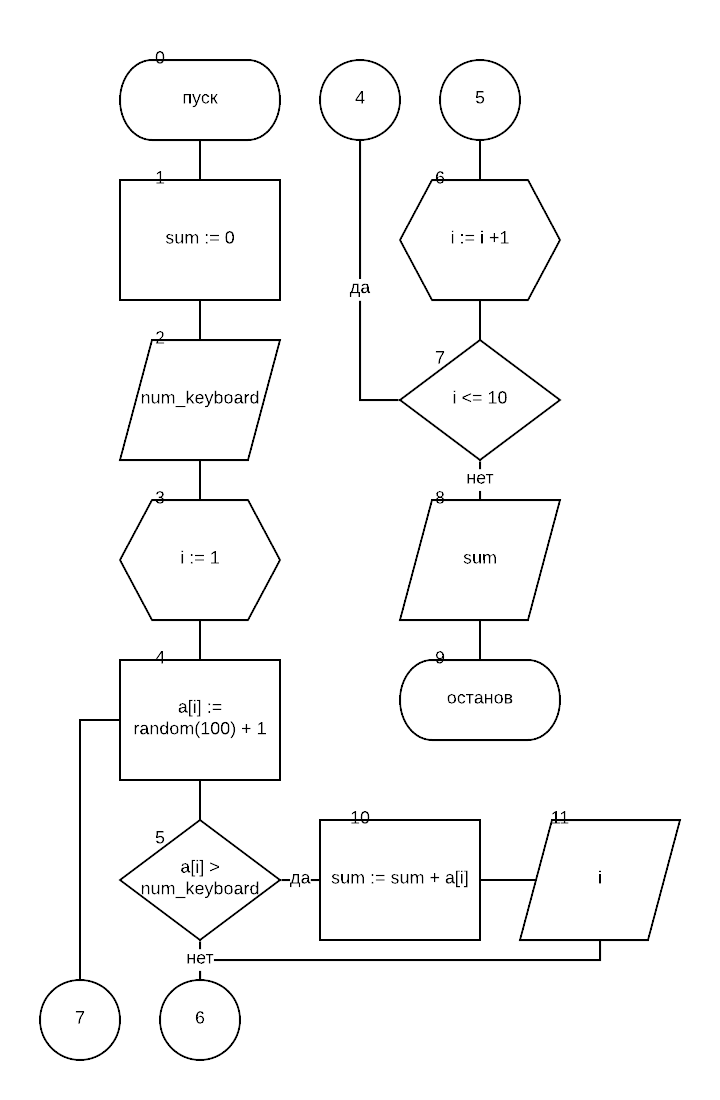 0
пуск
1
sum := 0
2
num_keyboard
3
i := 1
4
a[i] :=
random(100) + 1
5
a[i] >
num_keyboard
да
10
sum := sum + a[i]
11
i
нет
7
6
4
да
5
6
i := i +1
7
i <= 10
нет
8
sum
9
останов